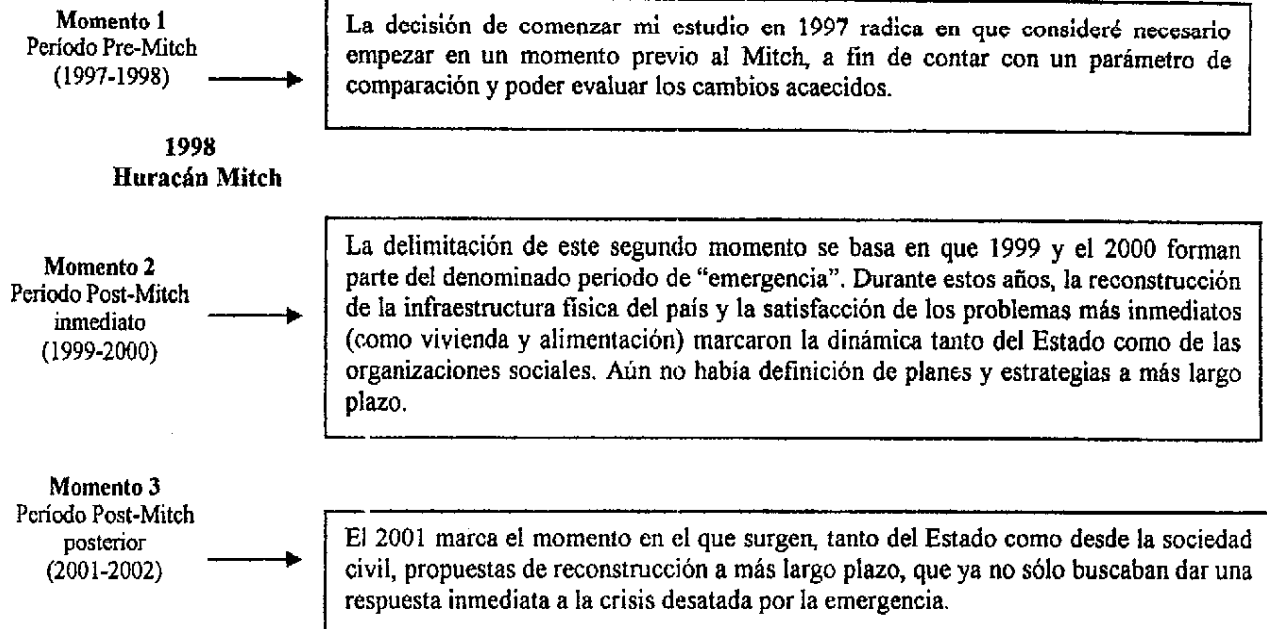 Momento 1
Período Pre-Mitch
(1997-1998)
La decisión de comenzar mi estudio en 1997 radica en que consideré necesario
empezar en un momento previo al Mitch, a fin de contar con un parámetro de
comparación y poder evaluar los cambios acaecidos.
1998
Huracán Mitch
Momento 2
Período Post-Mitch
inmediato
(1999-2000)
La delimitación de este segundo momento se basa en que 1999 y el 2000 forman
parte del denominado periodo de “emergencia”. Durante estos años, la reconstrucción
de la infraestructura física del país y la satisfacción de los problemas más inmediatos
(como vivienda y alimentación) marcaron la dinámica tanto del Estado como de las
organizaciones sociales. Aún no había definición de planes y estrategias a más largo
plazo.
Momento 3
Período Post-Mitch
posterior
(2001-2002)
El 2001 marca el momento en el que surgen, tanto del Estado como desde la sociedad
civil, propuestas de reconstrucción a más largo plazo, que ya no sólo buscaban dar una
respuesta inmediata a la crisis desatada por la emergencia.